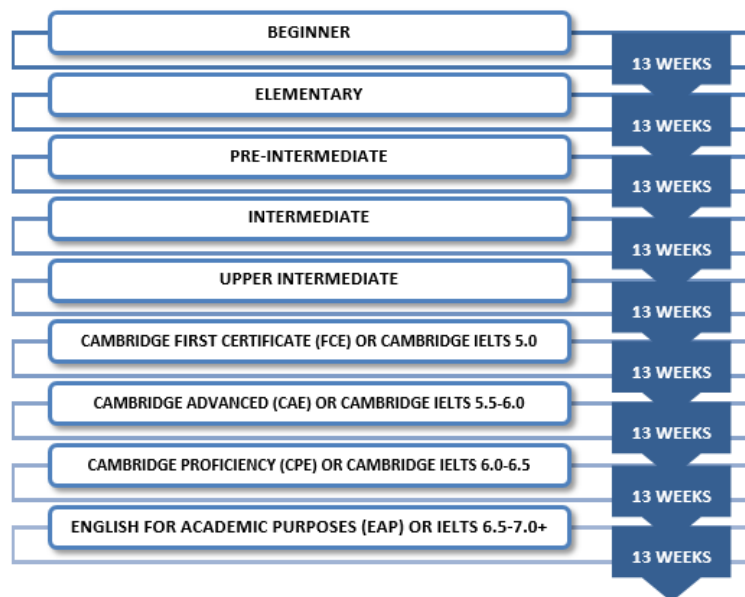 BEGINNER
13 WEEKS
ELEMENTARY
13 WEEKS
PRE-INTERMEDIATE
13 WEEKS
INTERMEDIATE
13 WEEKS
UPPER INTERMEDIATE
13 WEEKS
CAMBRIDGE FIRST CERTIFICATE (FCE) OR CAMBRIDGE IELTS 5.0
13 WEEKS
CAMBRIDGE ADVANCED (CAE) OR CAMBRIDGE IELTS 5.5-6.0
13 WEEKS
CAMBRIDGE PROFICIENCY (CPE) OR CAMBRIDGE IELTS 6.0-6.5
13 WEEKS
ENGLISH FOR ACADEMIC PURPOSES (EAP) OR IELTS 6.5-7.0+
13 WEEKS